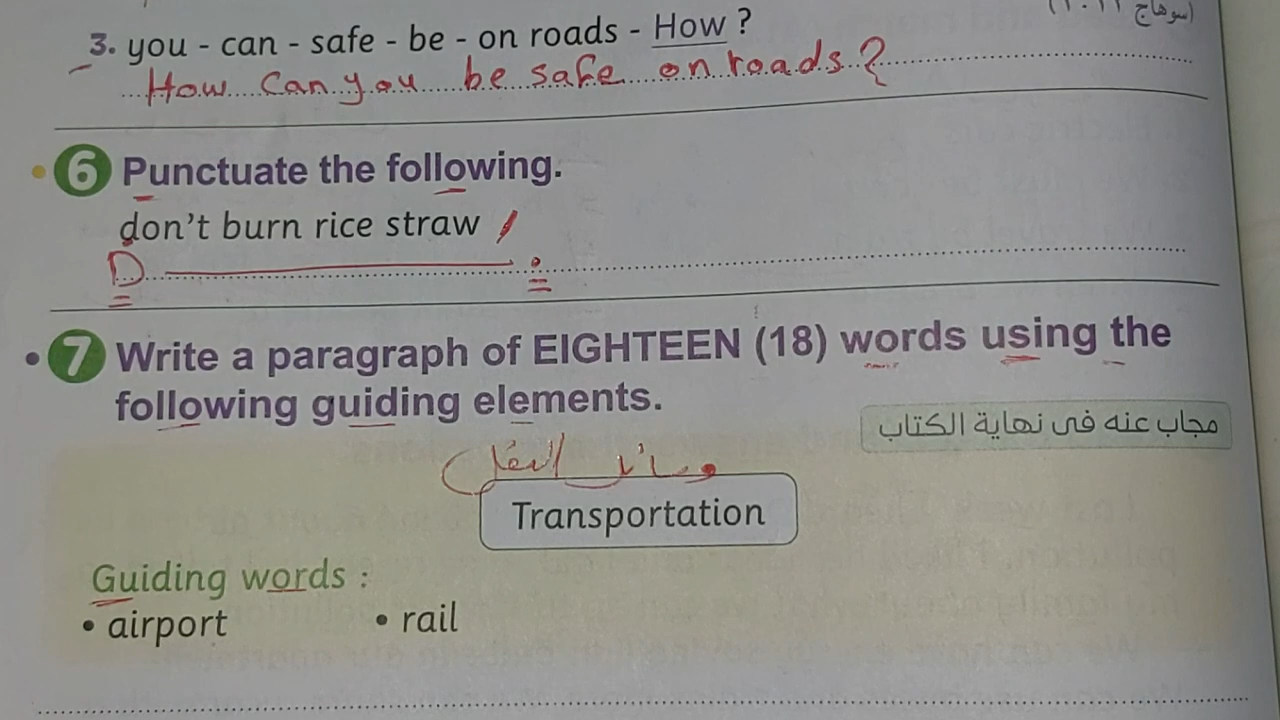 (سوهاج ٢٠٢١)
3. you - can - safe - be - on roads - How ?
How can you be safe on roads ?
6 Punctuate the following.
don't burn rice straw
D .
7 Write a paragraph of EIGHTEEN (18) words using the
following guiding elements.
مجاب عنه فى نهاية الكتاب
وسائل النقل
Transportation
Guiding words :
• airport • rail